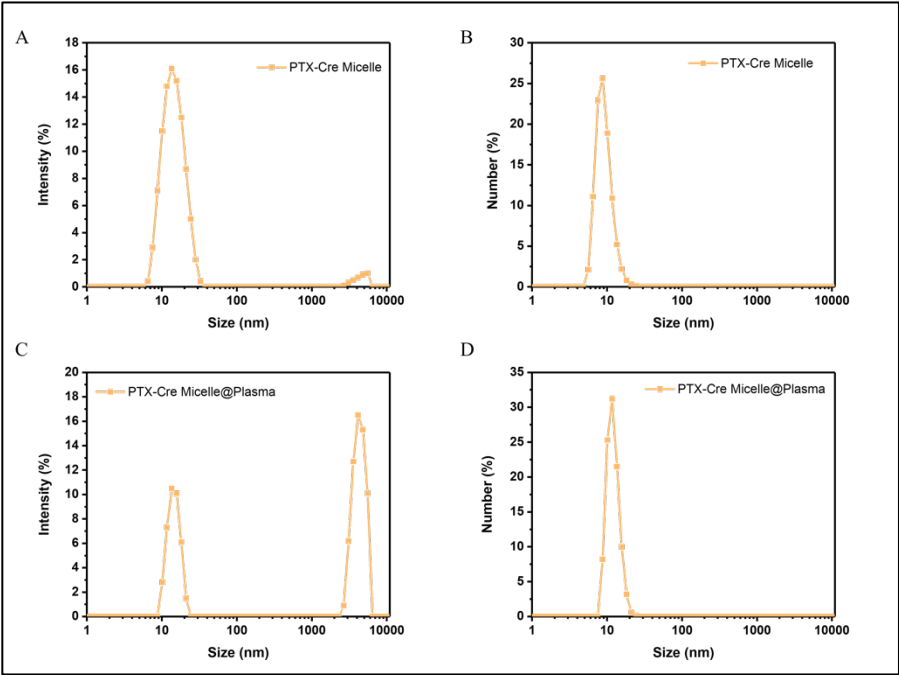 A
18
16
14
12
10
8
6
4
2
0
Intensity (%)
PTX-Cre Micelle
1 10 100 1000 10000
Size (nm)
B
30
25
20
15
10
5
0
Number (%)
PTX-Cre Micelle
1 10 100 1000 10000
Size (nm)
C
20
18
16
14
12
10
8
6
4
2
0
Intensity (%)
PTX-Cre Micelle@Plasma
1 10 100 1000 10000
Size (nm)
D
35
30
25
20
15
10
5
0
Number (%)
PTX-Cre Micelle@Plasma
1 10 100 1000 10000
Size (nm)